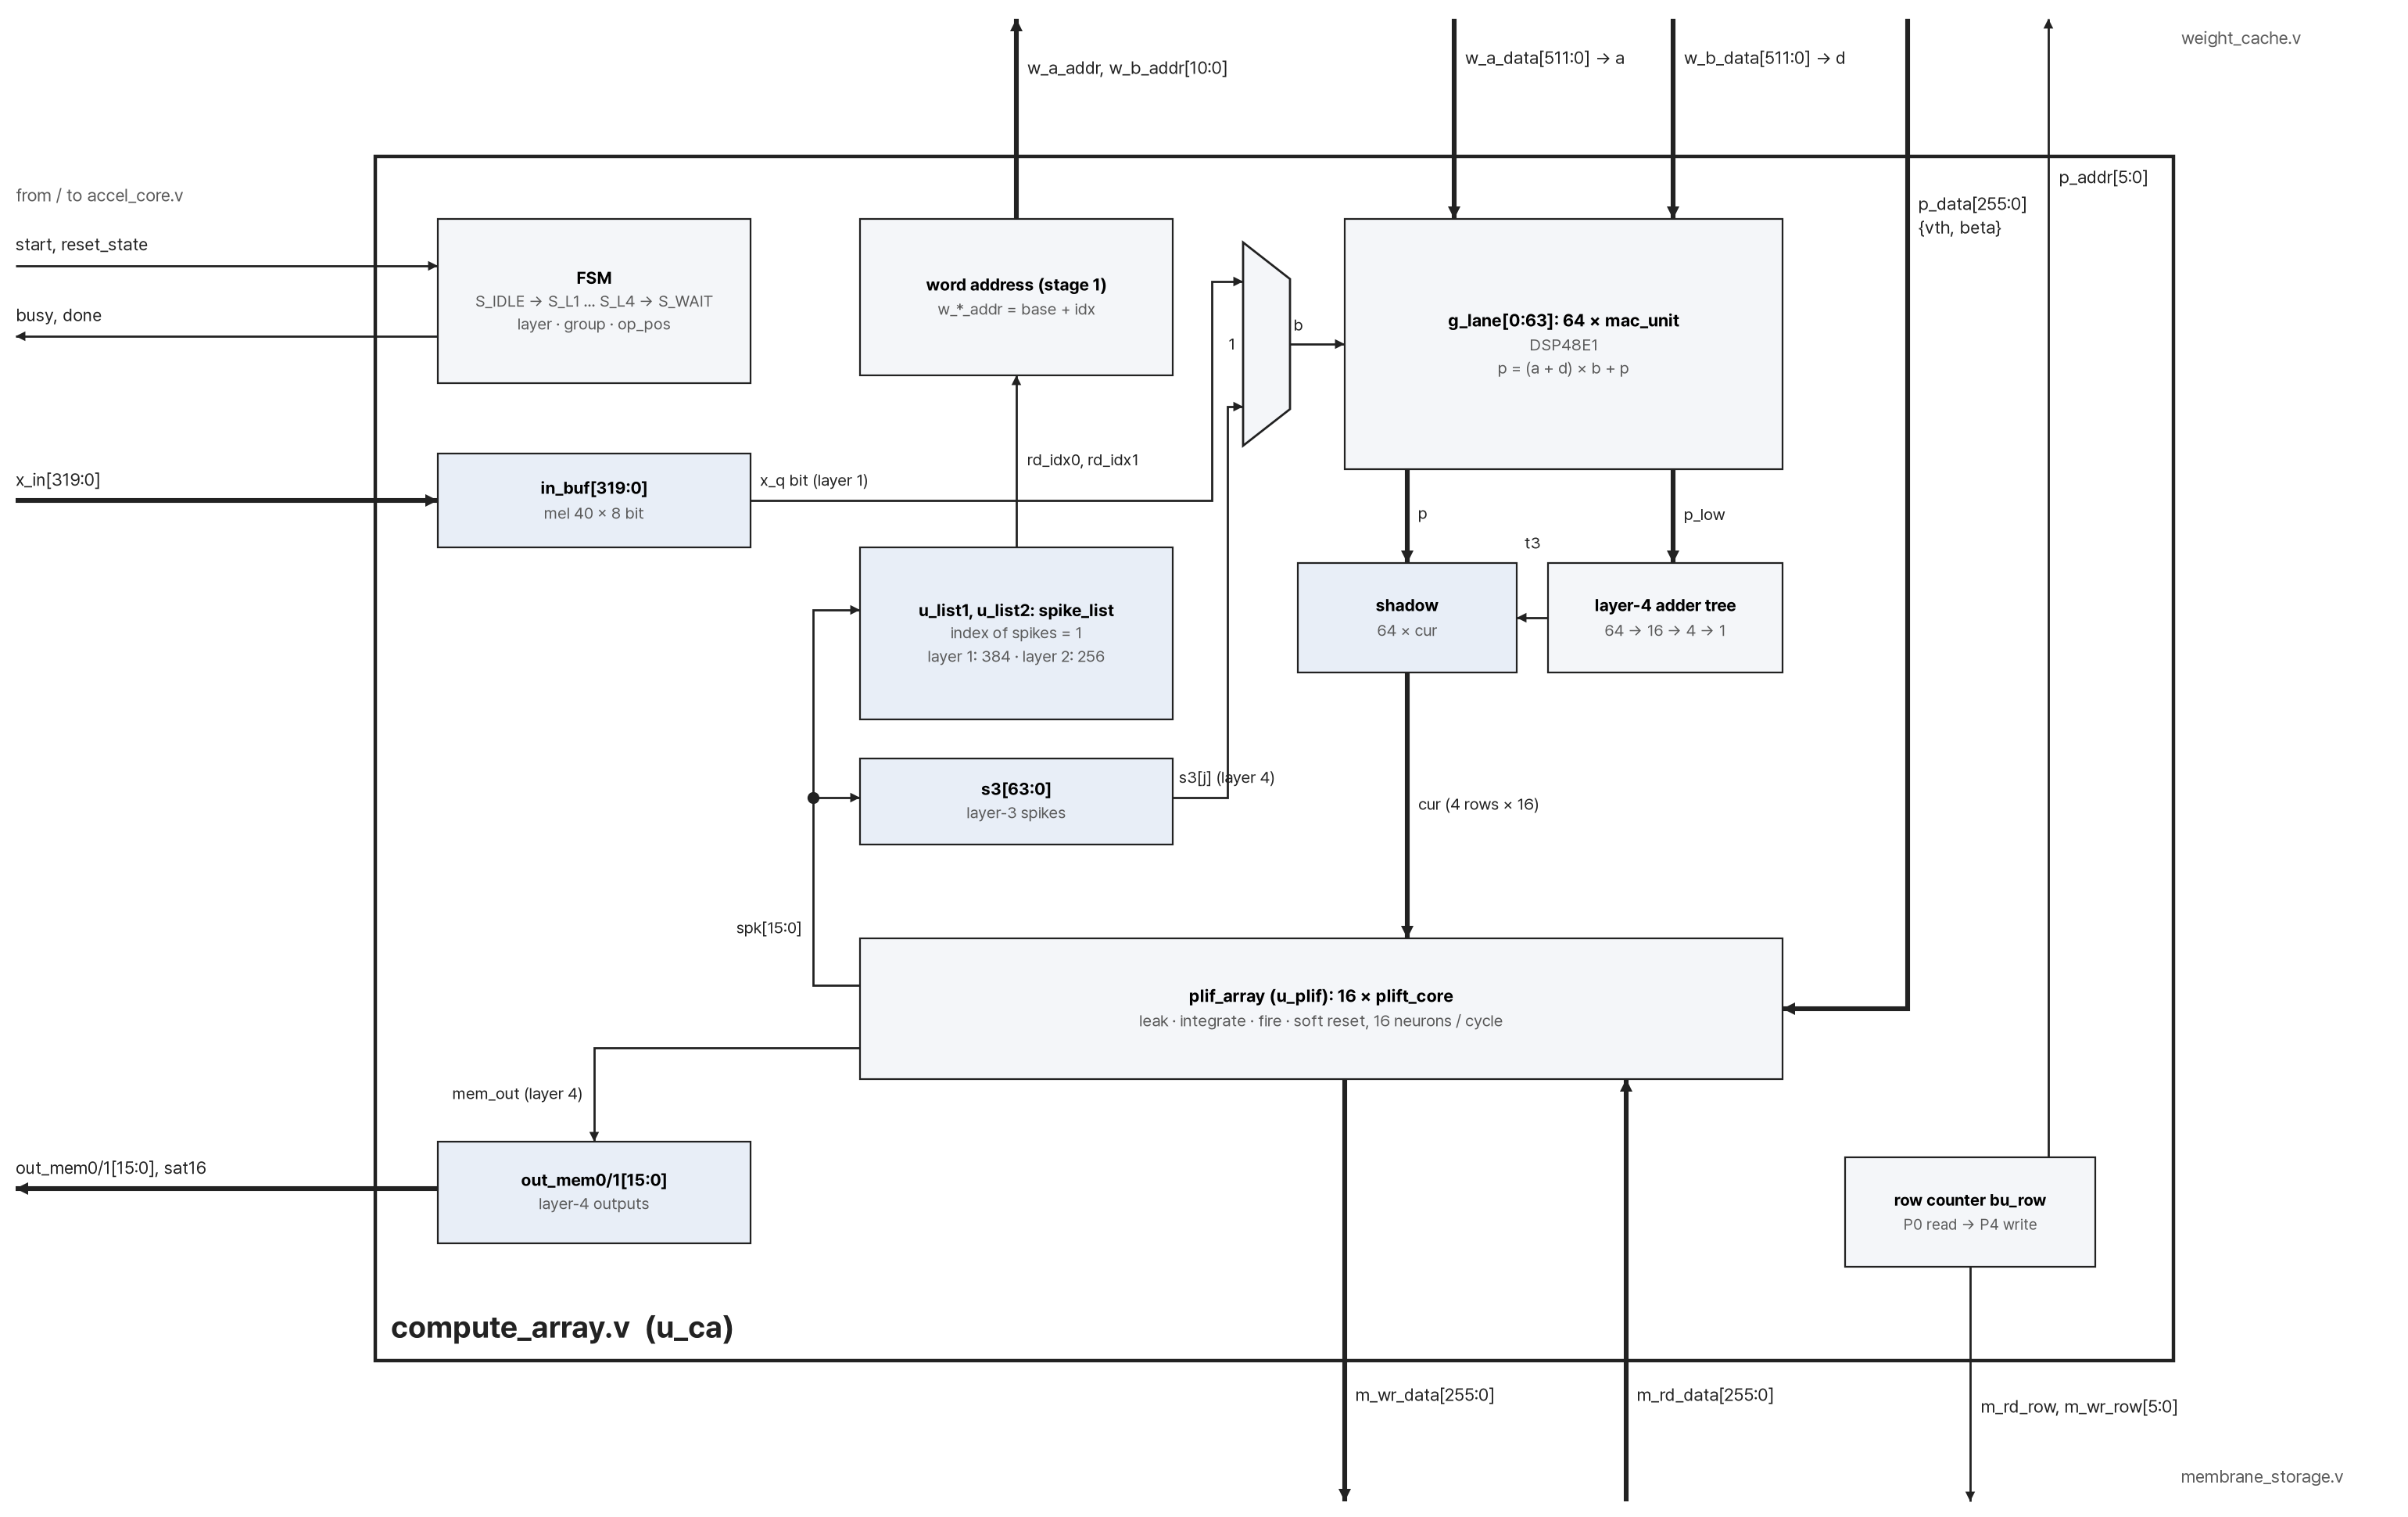 weight_cache.v
w_a_addr, w_b_addr[10:0]
w_a_data[511:0] → a
w_b_data[511:0] → d
p_addr[5:0]
p_data[255:0]
{vth, beta}
from / to accel_core.v
start, reset_state
busy, done
FSM
S_IDLE → S_L1 ... S_L4 → S_WAIT
layer · group · op_pos
word address (stage 1)
w_*_addr = base + idx
1
b
g_lane[0:63]: 64 × mac_unit
DSP48E1
p = (a + d) × b + p
x_in[319:0]
in_buf[319:0]
mel 40 × 8 bit
x_q bit (layer 1)
rd_idx0, rd_idx1
p
p_low
t3
u_list1, u_list2: spike_list
index of spikes = 1
layer 1: 384 · layer 2: 256
shadow
64 × cur
layer-4 adder tree
64 → 16 → 4 → 1
s3[63:0]
layer-3 spikes
s3[j] (layer 4)
cur (4 rows × 16)
spk[15:0]
plif_array (u_plif): 16 × plift_core
leak · integrate · fire · soft reset, 16 neurons / cycle
mem_out (layer 4)
out_mem0/1[15:0], sat16
out_mem0/1[15:0]
layer-4 outputs
row counter bu_row
P0 read → P4 write
compute_array.v (u_ca)
m_wr_data[255:0]
m_rd_data[255:0]
m_rd_row, m_wr_row[5:0]
membrane_storage.v